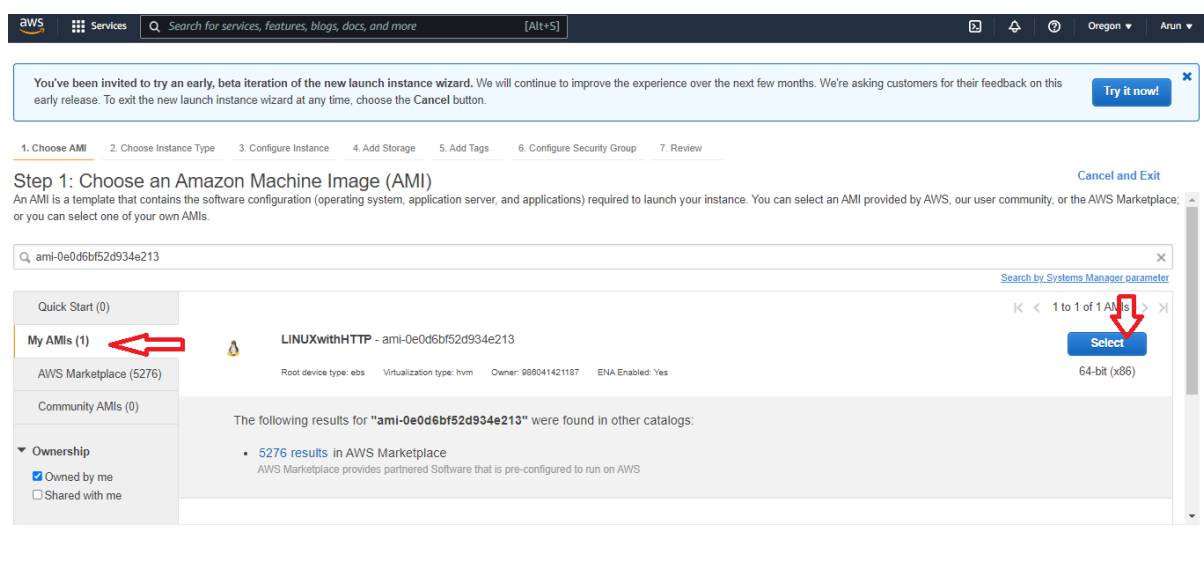 aws Services Search for services, features, blogs, docs, and more [Alt+S] Oregon Arun
You've been invited to try an early, beta iteration of the new launch instance wizard. We will continue to improve the experience over the next few months. We're asking customers for their feedback on this
early release. To exit the new launch instance wizard at any time, choose the Cancel button.
Try it now!
1. Choose AMI 2. Choose Instance Type 3. Configure Instance 4. Add Storage 5. Add Tags 6. Configure Security Group 7. Review
Step 1: Choose an Amazon Machine Image (AMI)
Cancel and Exit
An AMI is a template that contains the software configuration (operating system, application server, and applications) required to launch your instance. You can select an AMI provided by AWS, our user community, or the AWS Marketplace;
or you can select one of your own AMIs.
ami-0e0d6bf52d934e213
Search by Systems Manager parameter
Quick Start (0)
1 to 1 of 1 AMIs
My AMIs (1)
LINUXwithHTTP - ami-0e0d6bf52d934e213
Select
AWS Marketplace (5276)
Root device type: ebs Virtualization type: hvm Owner: 986041421187 ENA Enabled: Yes
64-bit (x86)
Community AMIs (0)
The following results for "ami-0e0d6bf52d934e213" were found in other catalogs:
Ownership
5276 results in AWS Marketplace
AWS Marketplace provides partnered Software that is pre-configured to run on AWS
Owned by me
Shared with me